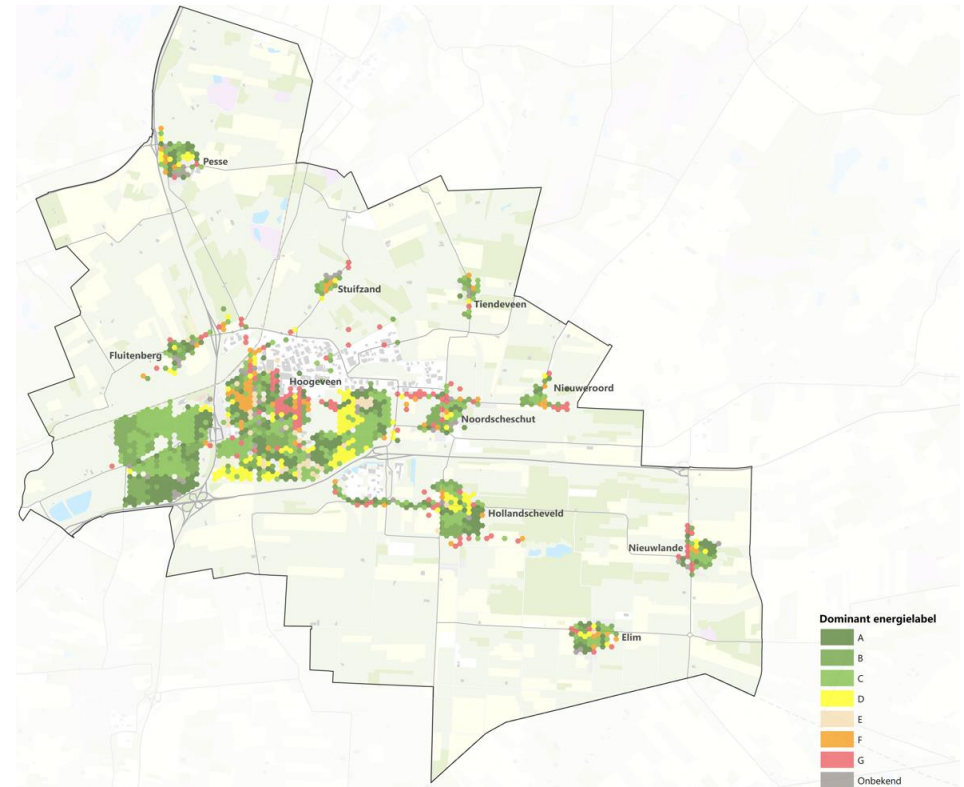 Pesse
Stuifzand
Tiendeveen
Fluitenberg
Hoogeveen
Nieuweroord
Noordscheschut
Hollandscheveld
Nieuwlande
Elim
Dominant energielabel
A
B
C
D
E
F
G
Onbekend